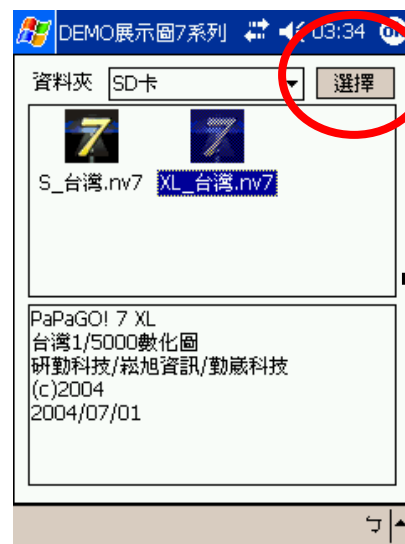 DEMO展示圖7系列 03:34 ok
資料夾 SD卡 選擇
S_台灣.nv7 XL_台灣.nv7
PaPaGO! 7 XL
台灣1/5000數化圖
研勤科技/崧旭資訊/勤崴科技
(c)2004
2004/07/01
ㄅ